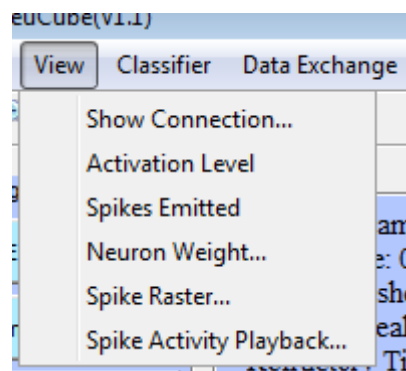 euCube(V1.1)
View Classifier Data Exchange
Show Connection...
Activation Level
Spikes Emitted
Neuron Weight...
Spike Raster...
Spike Activity Playback...